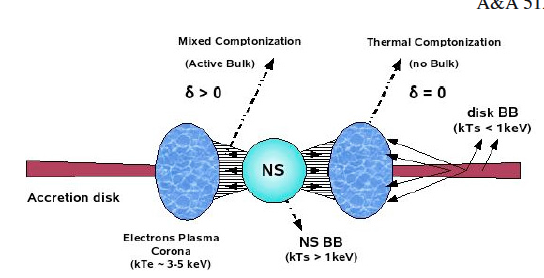 A&A 51
Mixed Comptonization
(Active Bulk)
δ > 0
Thermal Comptonization
(no Bulk)
δ = 0
disk BB
(kTs < 1keV)
NS
Accretion disk
Electrons Plasma
Corona
(kTe ~ 3-5 keV)
NS BB
(kTs > 1keV)